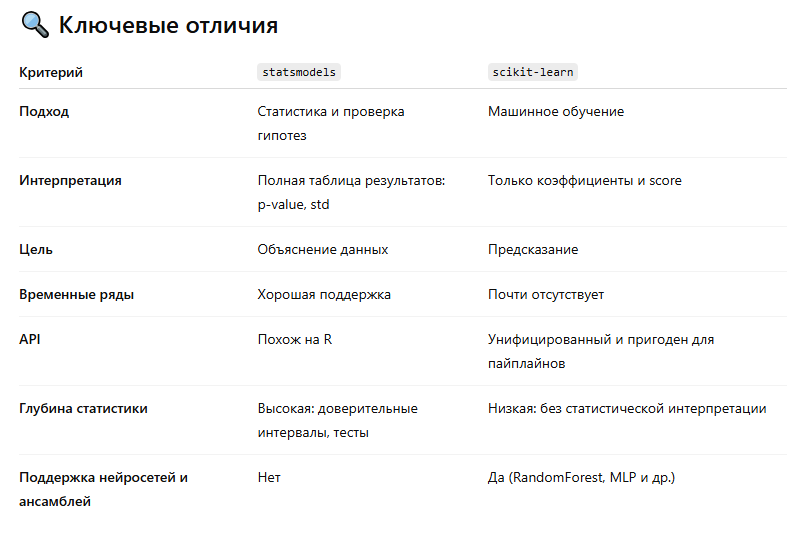 Ключевые отличия
Критерий statsmodels scikit-learn
Подход Статистика и проверка Машинное обучение
гипотез
Интерпретация Полная таблица результатов: Только коэффициенты и score
p-value, std
Цель Объяснение данных Предсказание
Временные ряды Хорошая поддержка Почти отсутствует
API Похож на R Унифицированный и пригоден для
пайплайнов
Глубина статистики Высокая: доверительные Низкая: без статистической интерпретации
интервалы, тесты
Поддержка нейросетей и Нет Да (RandomForest, MLP и др.)
ансамблей